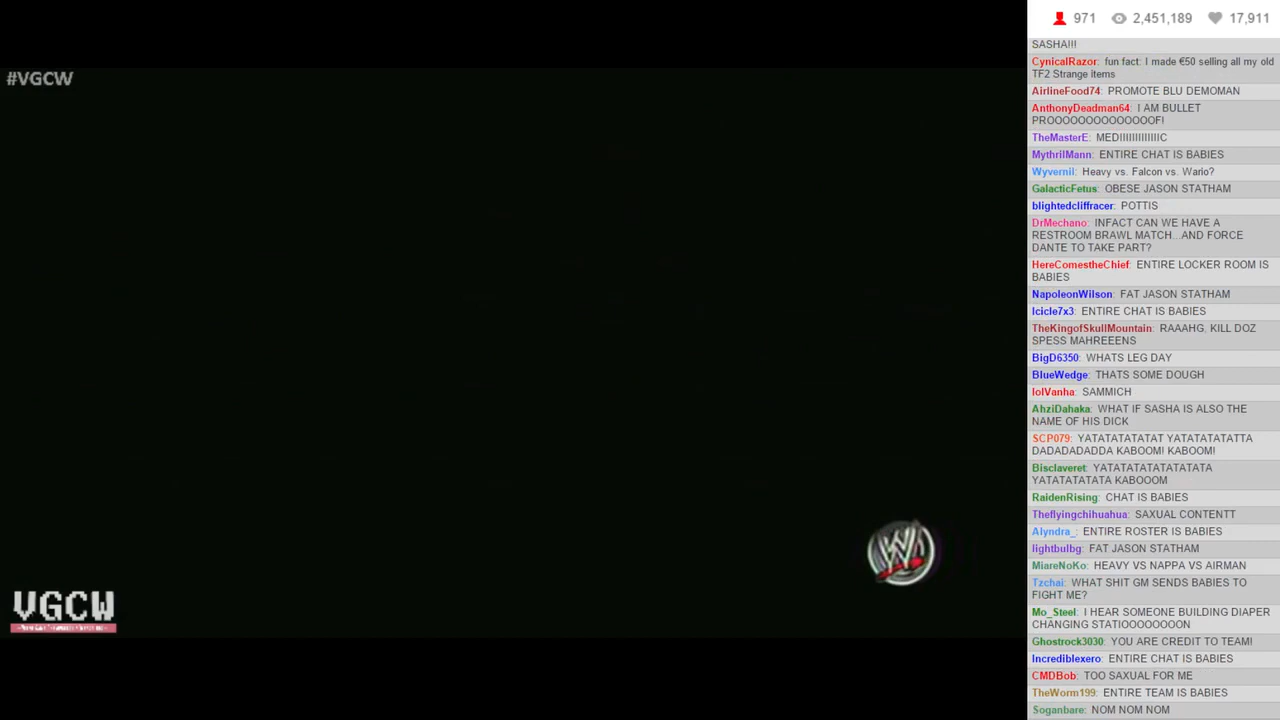 971 2,451,189 17,911
#VGCW
VGCW
SASHA!!!
CynicalRazor: fun fact: I made €50 selling all my old
TF2 Strange items
AirlineFood74: PROMOTE BLU DEMOMAN
AnthonyDeadman64: I AM BULLET
PROOOOOOOOOOOOOOF!
TheMasterE: MEDIIIIIIIIIIIIC
MythrilMann: ENTIRE CHAT IS BABIES
Wyvernil: Heavy vs. Falcon vs. Wario?
GalacticFetus: OBESE JASON STATHAM
blightedcliffracer: POTTIS
DrMechano: INFACT CAN WE HAVE A
RESTROOM BRAWL MATCH...AND FORCE
DANTE TO TAKE PART?
HereComestheChief: ENTIRE LOCKER ROOM IS
BABIES
NapoleonWilson: FAT JASON STATHAM
Icicle7x3: ENTIRE CHAT IS BABIES
TheKingofSkullMountain: RAAAHG, KILL DOZ
SPESS MAHREEENS
BigD6350: WHATS LEG DAY
BlueWedge: THATS SOME DOUGH
lolVanha: SAMMICH
AhziDahaka: WHAT IF SASHA IS ALSO THE
NAME OF HIS DICK
SCP079: YATATATATATAT YATATATATATTA
DADADADADDA KABOOM! KABOOM!
Bisclaveret: YATATATATATATATATA
YATATATATATA KABOOOM
RaidenRising: CHAT IS BABIES
Theflyingchihuahua: SAXUAL CONTENTT
Alyndra_: ENTIRE ROSTER IS BABIES
lightbulbg: FAT JASON STATHAM
MiareNoKo: HEAVY VS NAPPA VS AIRMAN
Tzchai: WHAT SHIT GM SENDS BABIES TO
FIGHT ME?
Mo_Steel: I HEAR SOMEONE BUILDING DIAPER
CHANGING STATIOOOOOOOON
Ghostrock3030: YOU ARE CREDIT TO TEAM!
Incrediblexero: ENTIRE CHAT IS BABIES
CMDBob: TOO SAXUAL FOR ME
TheWorm199: ENTIRE TEAM IS BABIES
Soganbare: NOM NOM NOM